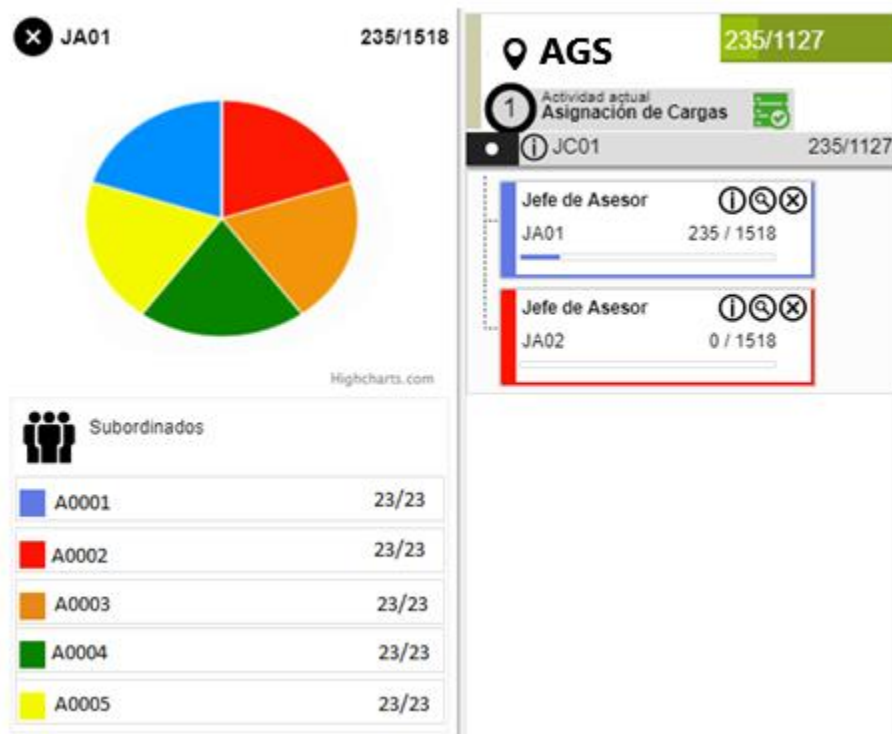 JA01 235/1518
Highcharts.com
Subordinados
A0001 23/23
A0002 23/23
A0003 23/23
A0004 23/23
A0005 23/23
AGS 235/1127
1 Actividad actual
Asignación de Cargas
JC01 235/1127
Jefe de Asesor
JA01 235 / 1518
Jefe de Asesor
JA02 0 / 1518